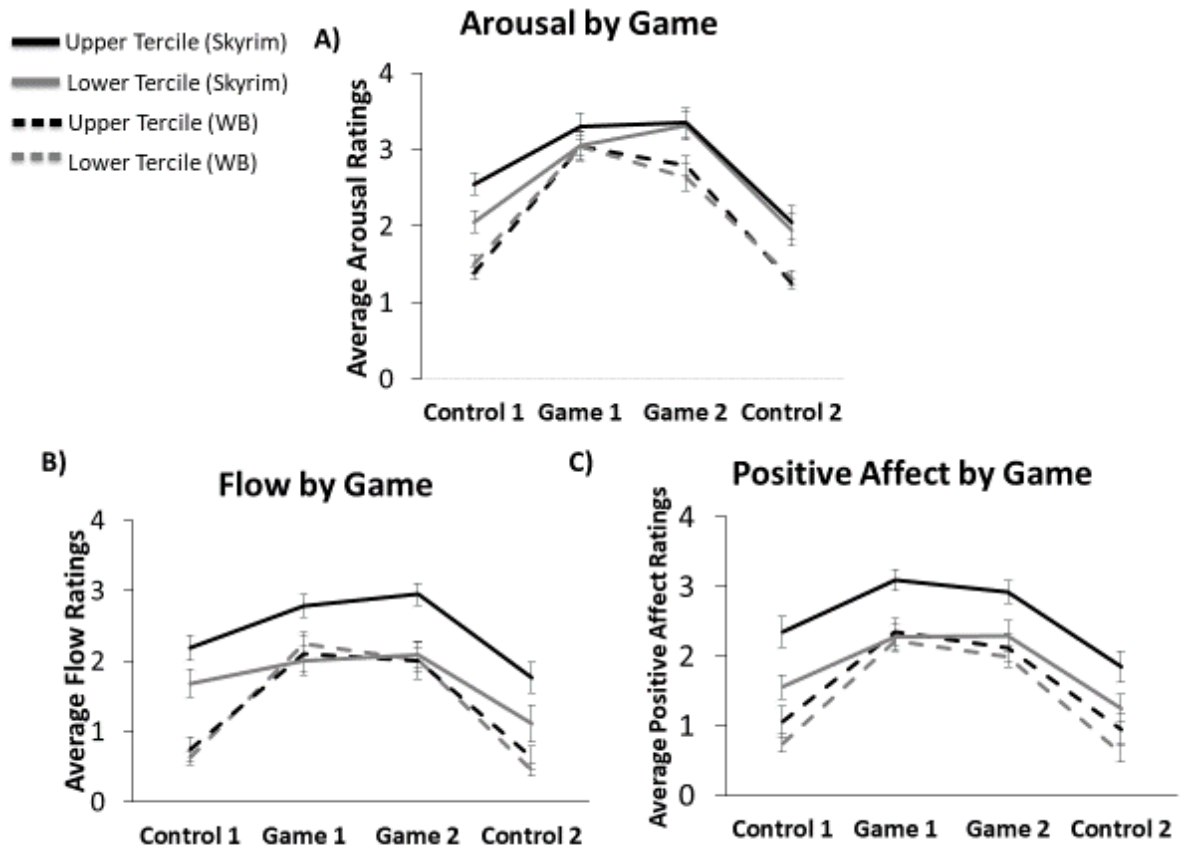 Upper Tercile (Skyrim)
Lower Tercile (Skyrim)
Upper Tercile (WB)
Lower Tercile (WB)
A)
Arousal by Game
Average Arousal Ratings
4
3
2
1
0
Control 1 Game 1 Game 2 Control 2
B)
Flow by Game
Average Flow Ratings
4
3
2
1
0
Control 1 Game 1 Game 2 Control 2
C)
Positive Affect by Game
Average Positive Affect Ratings
4
3
2
1
0
Control 1 Game 1 Game 2 Control 2